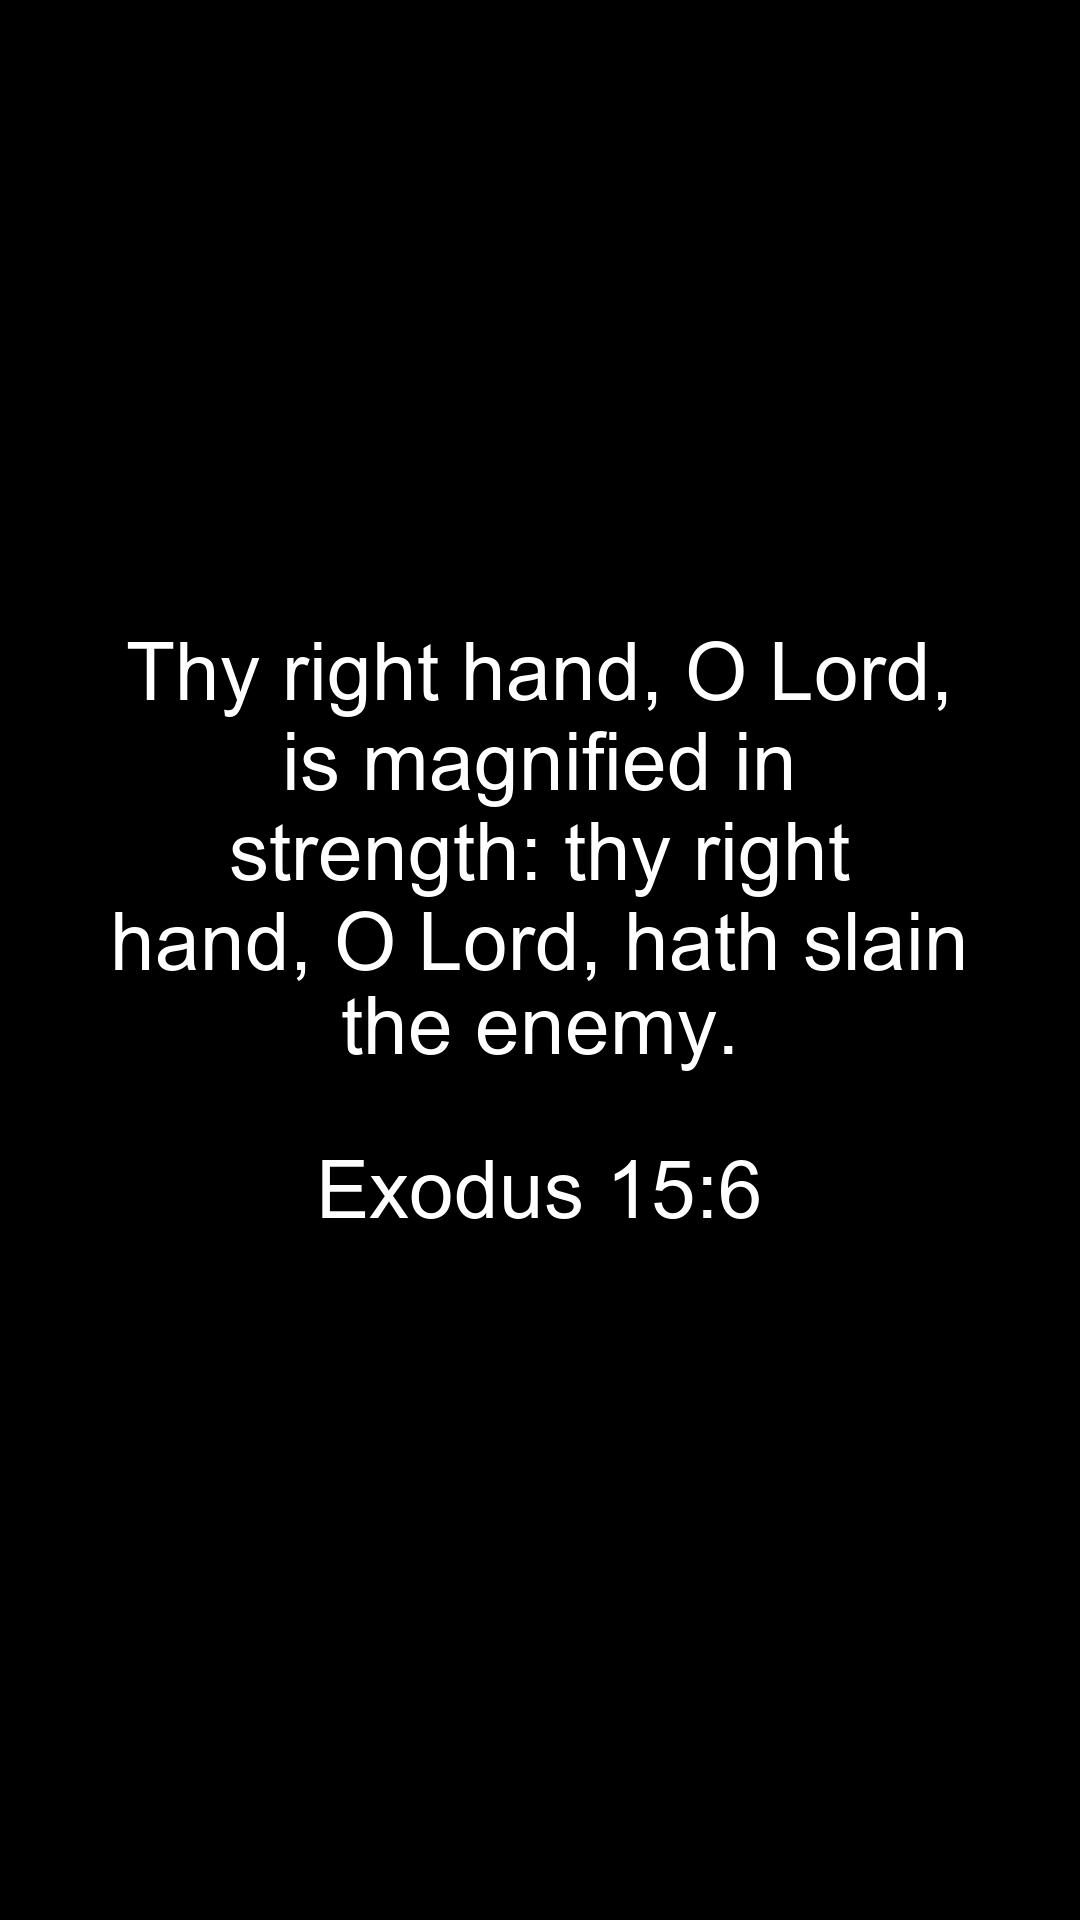 Thy right hand, O Lord,
is magnified in
strength: thy right
hand, O Lord, hath slain
the enemy.
Exodus 15:6